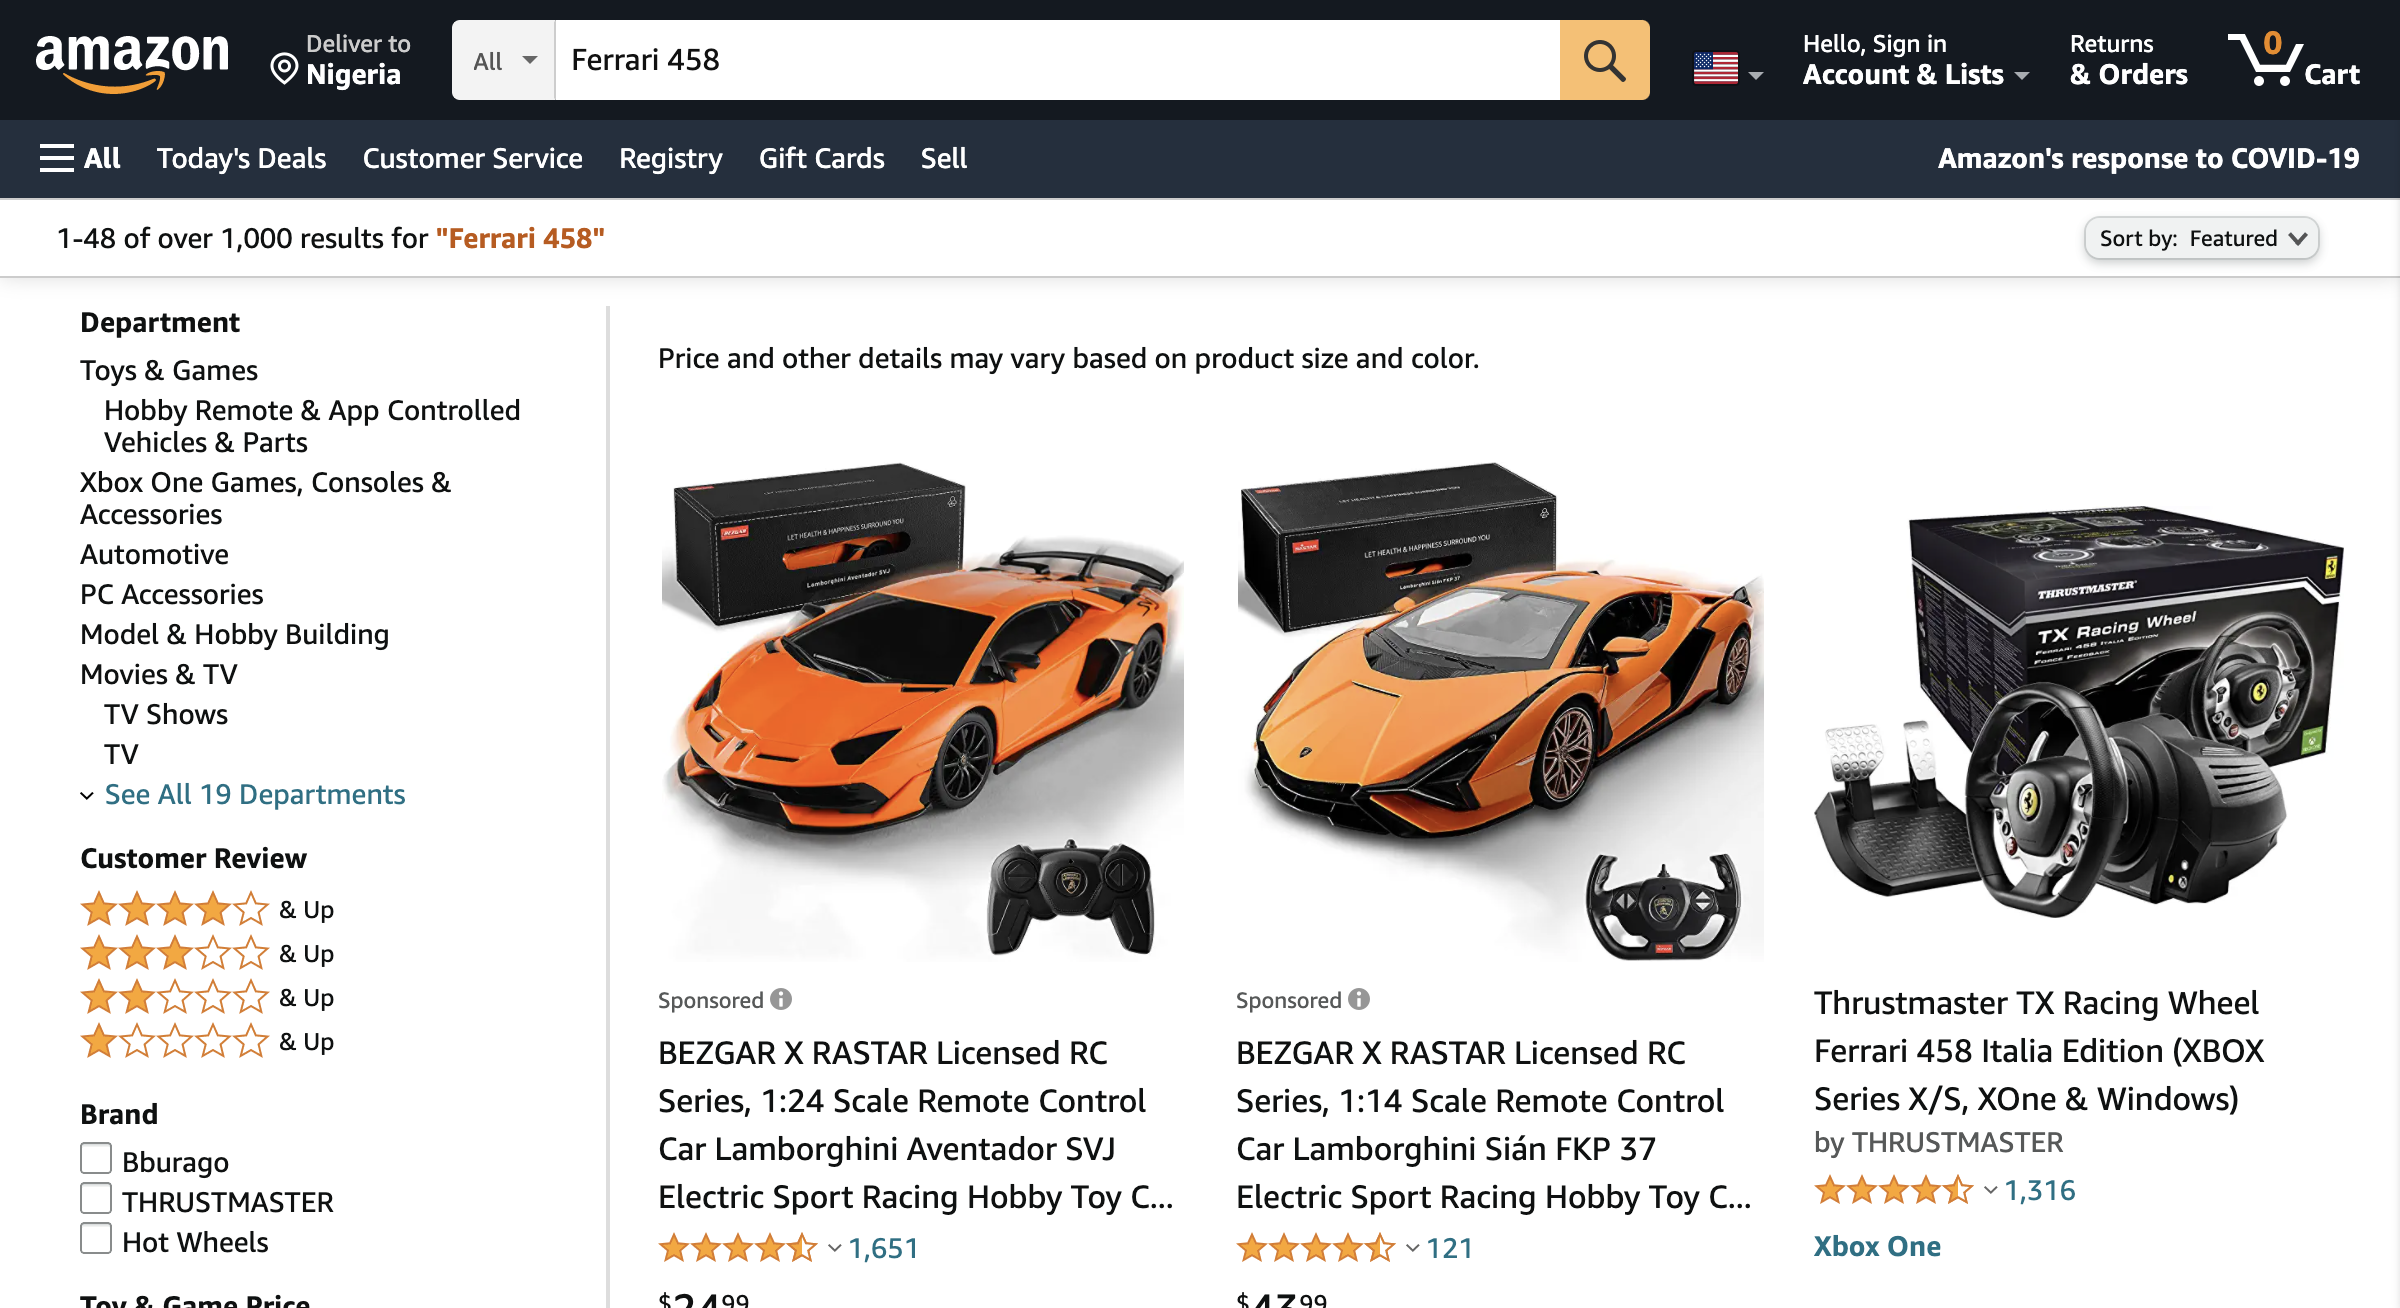 amazon
Deliver to
Nigeria
All
Ferrari 458
Hello, Sign in
Account & Lists
Returns
& Orders
0
Cart
All
Today's Deals
Customer Service
Registry
Gift Cards
Sell
Amazon's response to COVID-19
1-48 of over 1,000 results for "Ferrari 458"
Sort by: Featured
Department
Toys & Games
Hobby Remote & App Controlled
Vehicles & Parts
Xbox One Games, Consoles &
Accessories
Automotive
PC Accessories
Model & Hobby Building
Movies & TV
TV Shows
TV
See All 19 Departments
Customer Review
& Up
& Up
& Up
& Up
Brand
Bburago
THRUSTMASTER
Hot Wheels
Toy & Game Price
Price and other details may vary based on product size and color.
LET HEALTH & HAPPINESS SURROUND YOU
Lamborghini Aventador SVJ
Sponsored
BEZGAR X RASTAR Licensed RC
Series, 1:24 Scale Remote Control
Car Lamborghini Aventador SVJ
Electric Sport Racing Hobby Toy C...
1,651
$24.99
LET HEALTH & HAPPINESS SURROUND YOU
Lamborghini Sián FKP 37
Sponsored
BEZGAR X RASTAR Licensed RC
Series, 1:14 Scale Remote Control
Car Lamborghini Sián FKP 37
Electric Sport Racing Hobby Toy C...
121
$43.99
THRUSTMASTER
TX Racing Wheel
Ferrari 458 Italia Edition
Force Feedback
Thrustmaster TX Racing Wheel
Ferrari 458 Italia Edition (XBOX
Series X/S, XOne & Windows)
by THRUSTMASTER
1,316
Xbox One